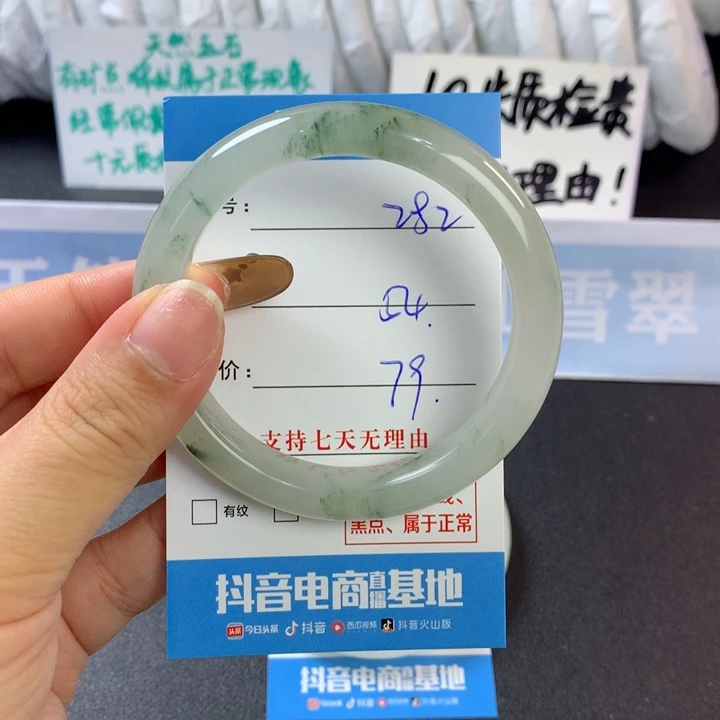 天然玉石
有矿点 棉纹属于正常现象
十元
质检费
理由！
号：
282
54.
价：
79.
支持七天无理由
有纹
黑点、属于正常
雪翠
抖音电商直播基地
头条 今日头条 抖音 西瓜视频 抖音火山版
抖音电商直播基地